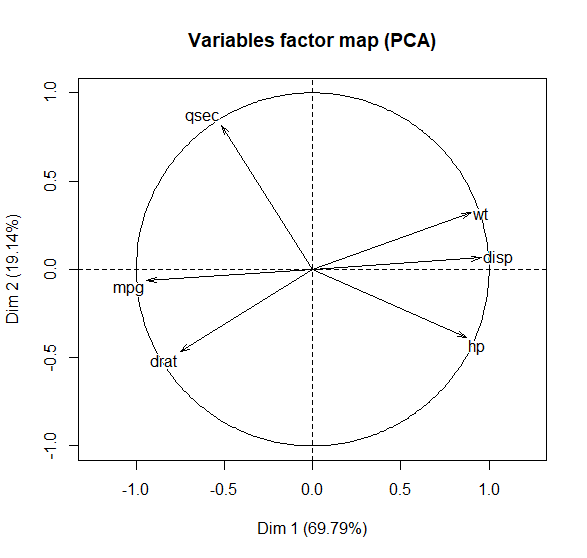 Variables factor map (PCA)
1.0
qsec
0.5
wt
disp
0.0
mpg
hp
drat
-0.5
-1.0
-1.0 -0.5 0.0 0.5 1.0
Dim 1 (69.79%)
Dim 2 (19.14%)